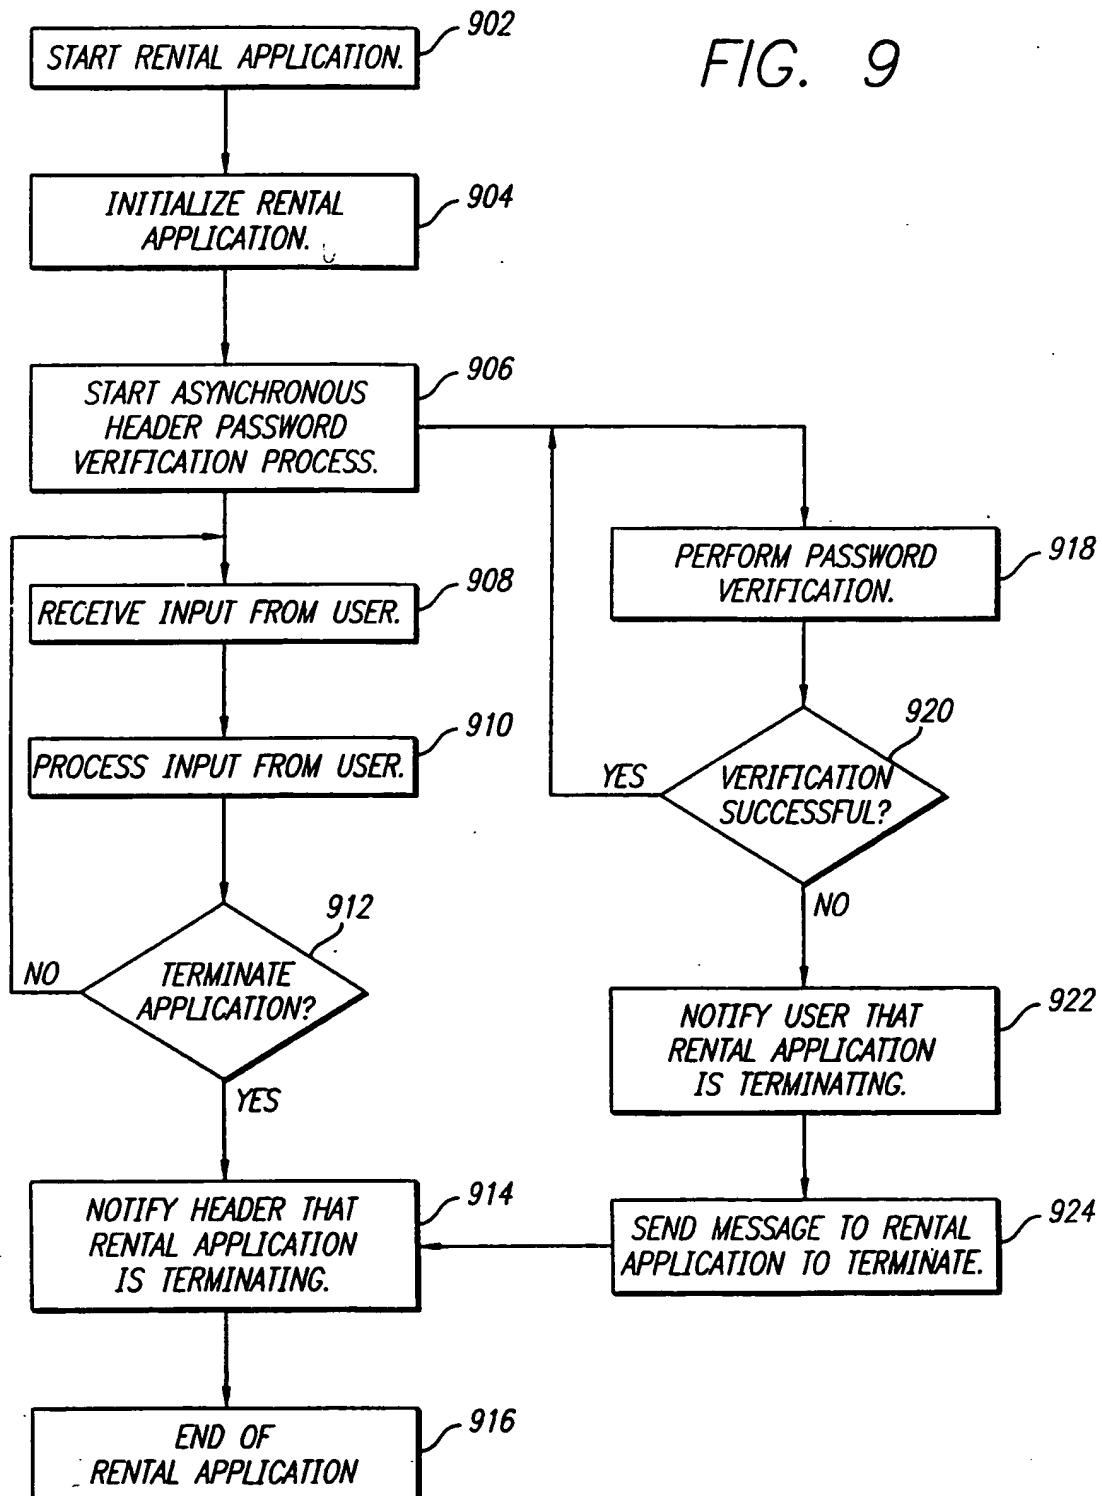 FIG. 9
902
START RENTAL APPLICATION.
904
INITIALIZE RENTAL
APPLICATION.
906
START ASYNCHRONOUS
HEADER PASSWORD
VERIFICATION PROCESS.
908
RECEIVE INPUT FROM USER.
910
PROCESS INPUT FROM USER.
912
TERMINATE
APPLICATION?
NO
YES
914
NOTIFY HEADER THAT
RENTAL APPLICATION
IS TERMINATING.
916
END OF
RENTAL APPLICATION
918
PERFORM PASSWORD
VERIFICATION.
920
VERIFICATION
SUCCESSFUL?
YES
NO
922
NOTIFY USER THAT
RENTAL APPLICATION
IS TERMINATING.
924
SEND MESSAGE TO RENTAL
APPLICATION TO TERMINATE.